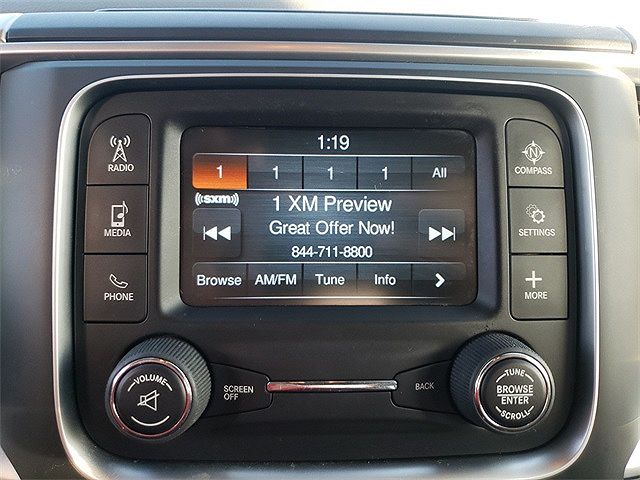 1:19
1 1 1 1 All
((sxm))
1 XM Preview
Great Offer Now!
844-711-8800
Browse AM/FM Tune Info
RADIO
MEDIA
PHONE
N
COMPASS
SETTINGS
MORE
VOLUME
SCREEN
OFF
BACK
TUNE
BROWSE
ENTER
SCROLL